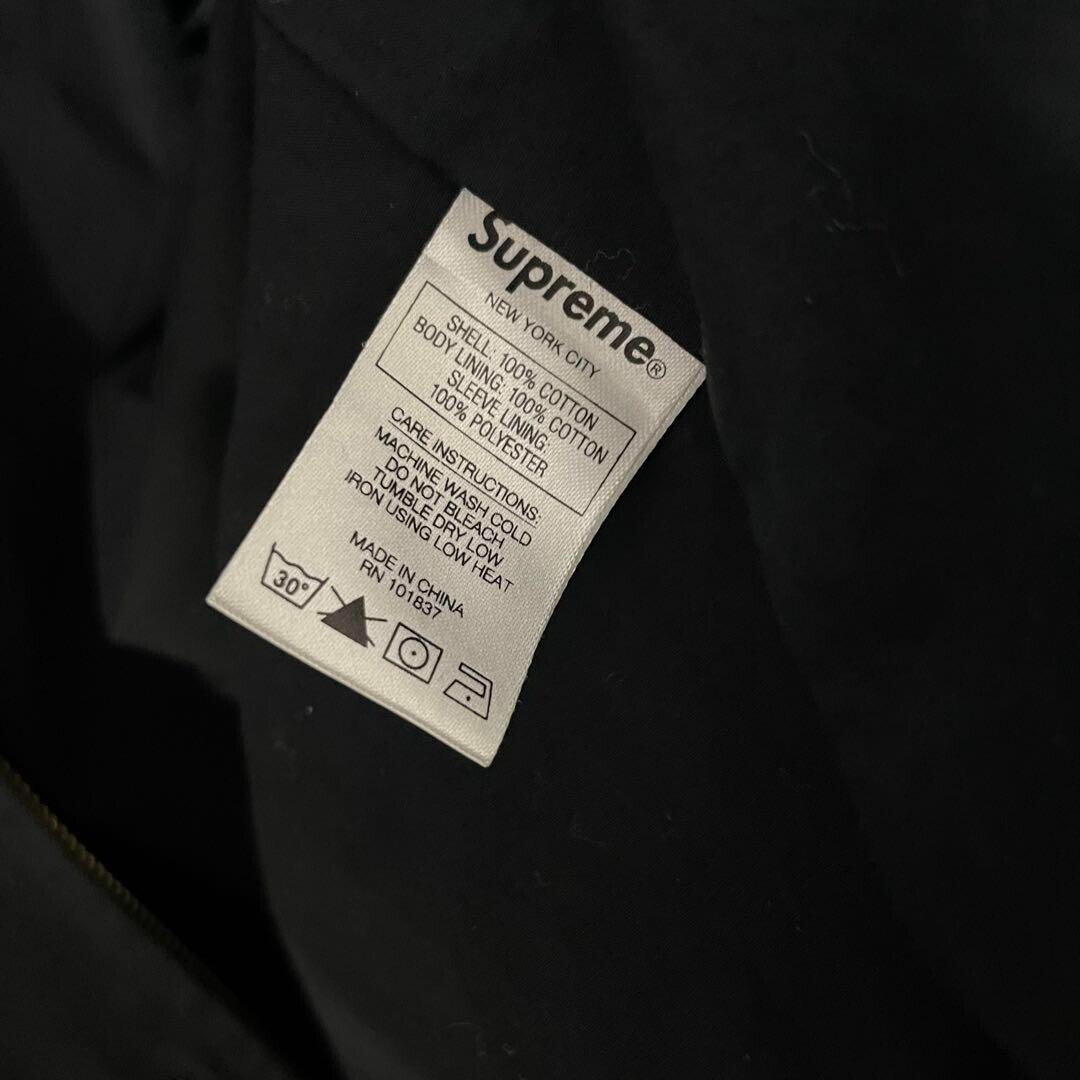 Supreme®
NEW YORK CITY
SHELL: 100% COTTON
BODY LINING: 100% COTTON
SLEEVE LINING:
100% POLYESTER
CARE INSTRUCTIONS:
MACHINE WASH COLD
DO NOT BLEACH
TUMBLE DRY LOW
IRON USING LOW HEAT
MADE IN CHINA
RN 101837
30°